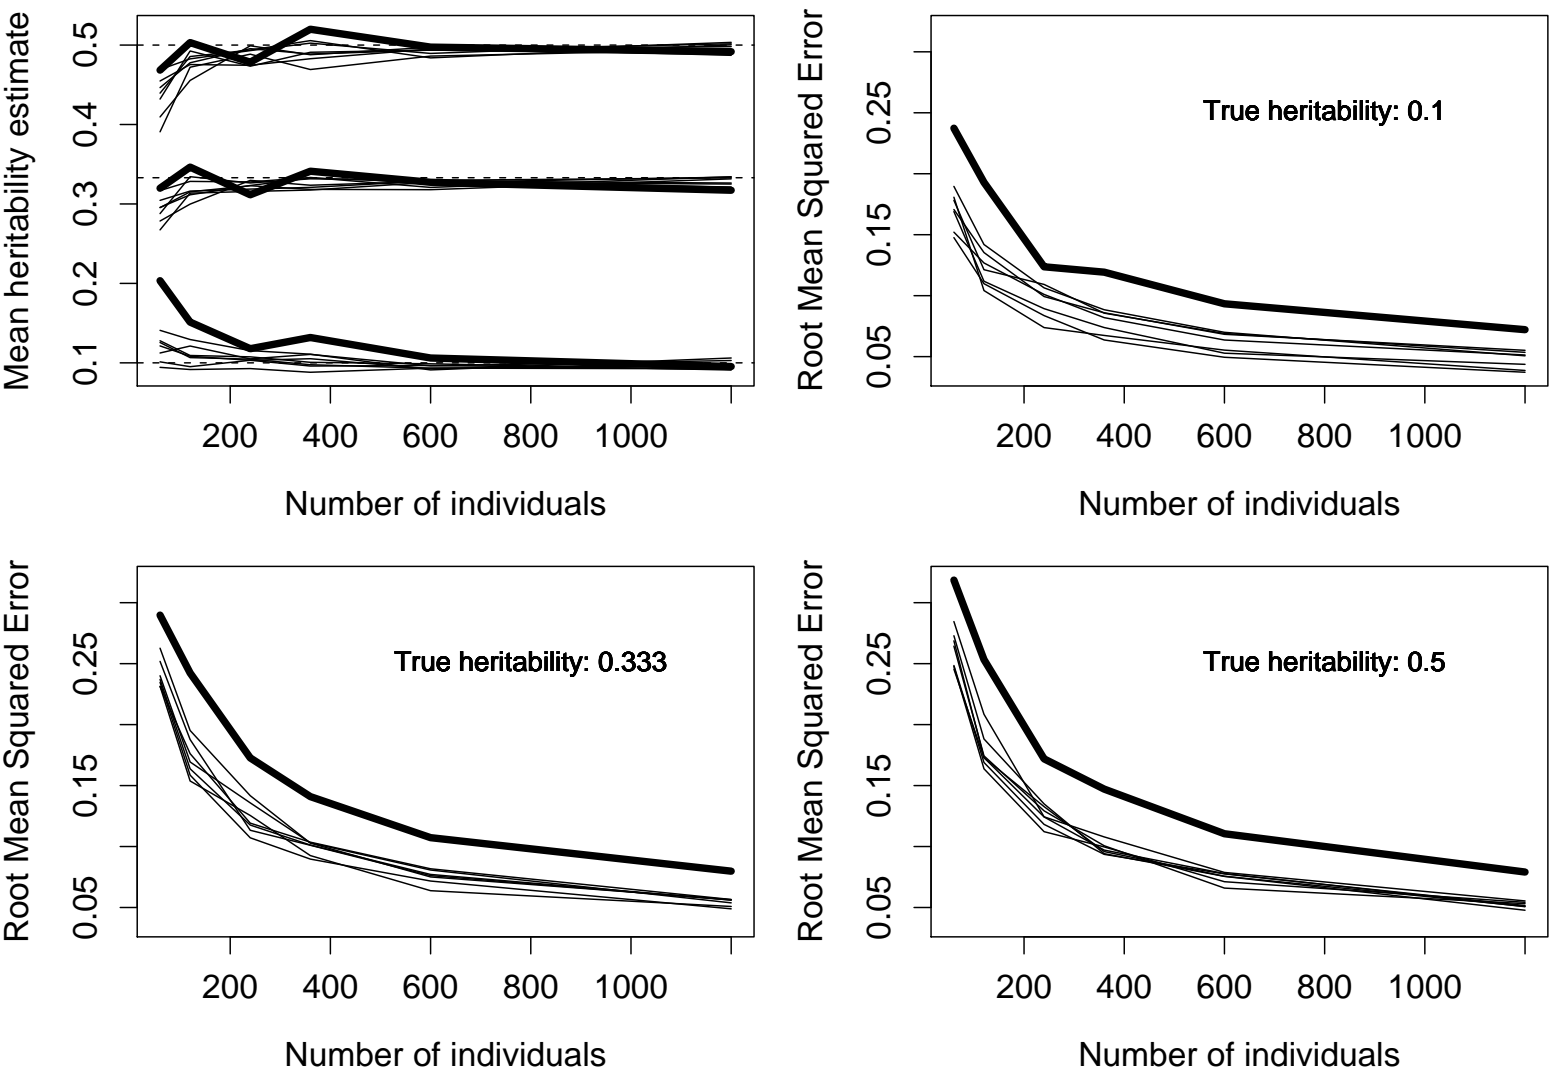 Mean heritability estimate
0.5
0.4
0.3
0.2
0.1
200 400 600 800 1000
Number of individuals
Root Mean Squared Error
0.25
0.15
0.05
True heritability: 0.1
200 400 600 800 1000
Number of individuals
Root Mean Squared Error
0.25
0.15
0.05
True heritability: 0.333
200 400 600 800 1000
Number of individuals
Root Mean Squared Error
0.25
0.15
0.05
True heritability: 0.5
200 400 600 800 1000
Number of individuals